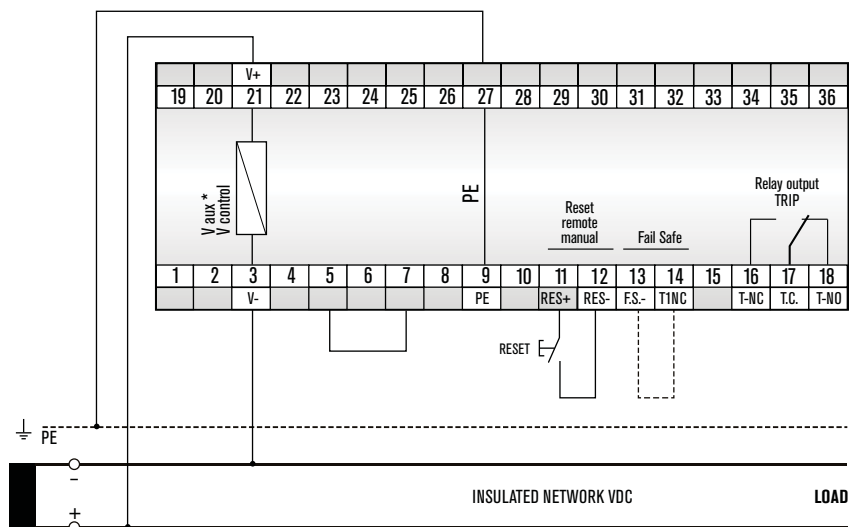 V+
19 20 21 22 23 24 25 26 27 28 29 30 31 32 33 34 35 36
V aux *
V control
PE
Reset
remote
manual
Fail Safe
Relay output
TRIP
1 2 3 4 5 6 7 8 9 10 11 12 13 14 15 16 17 18
V- PE RES+ RES- F.S.- T1NC T-NC T.C. T-NO
RESET
PE
-
INSULATED NETWORK VDC LOAD
+